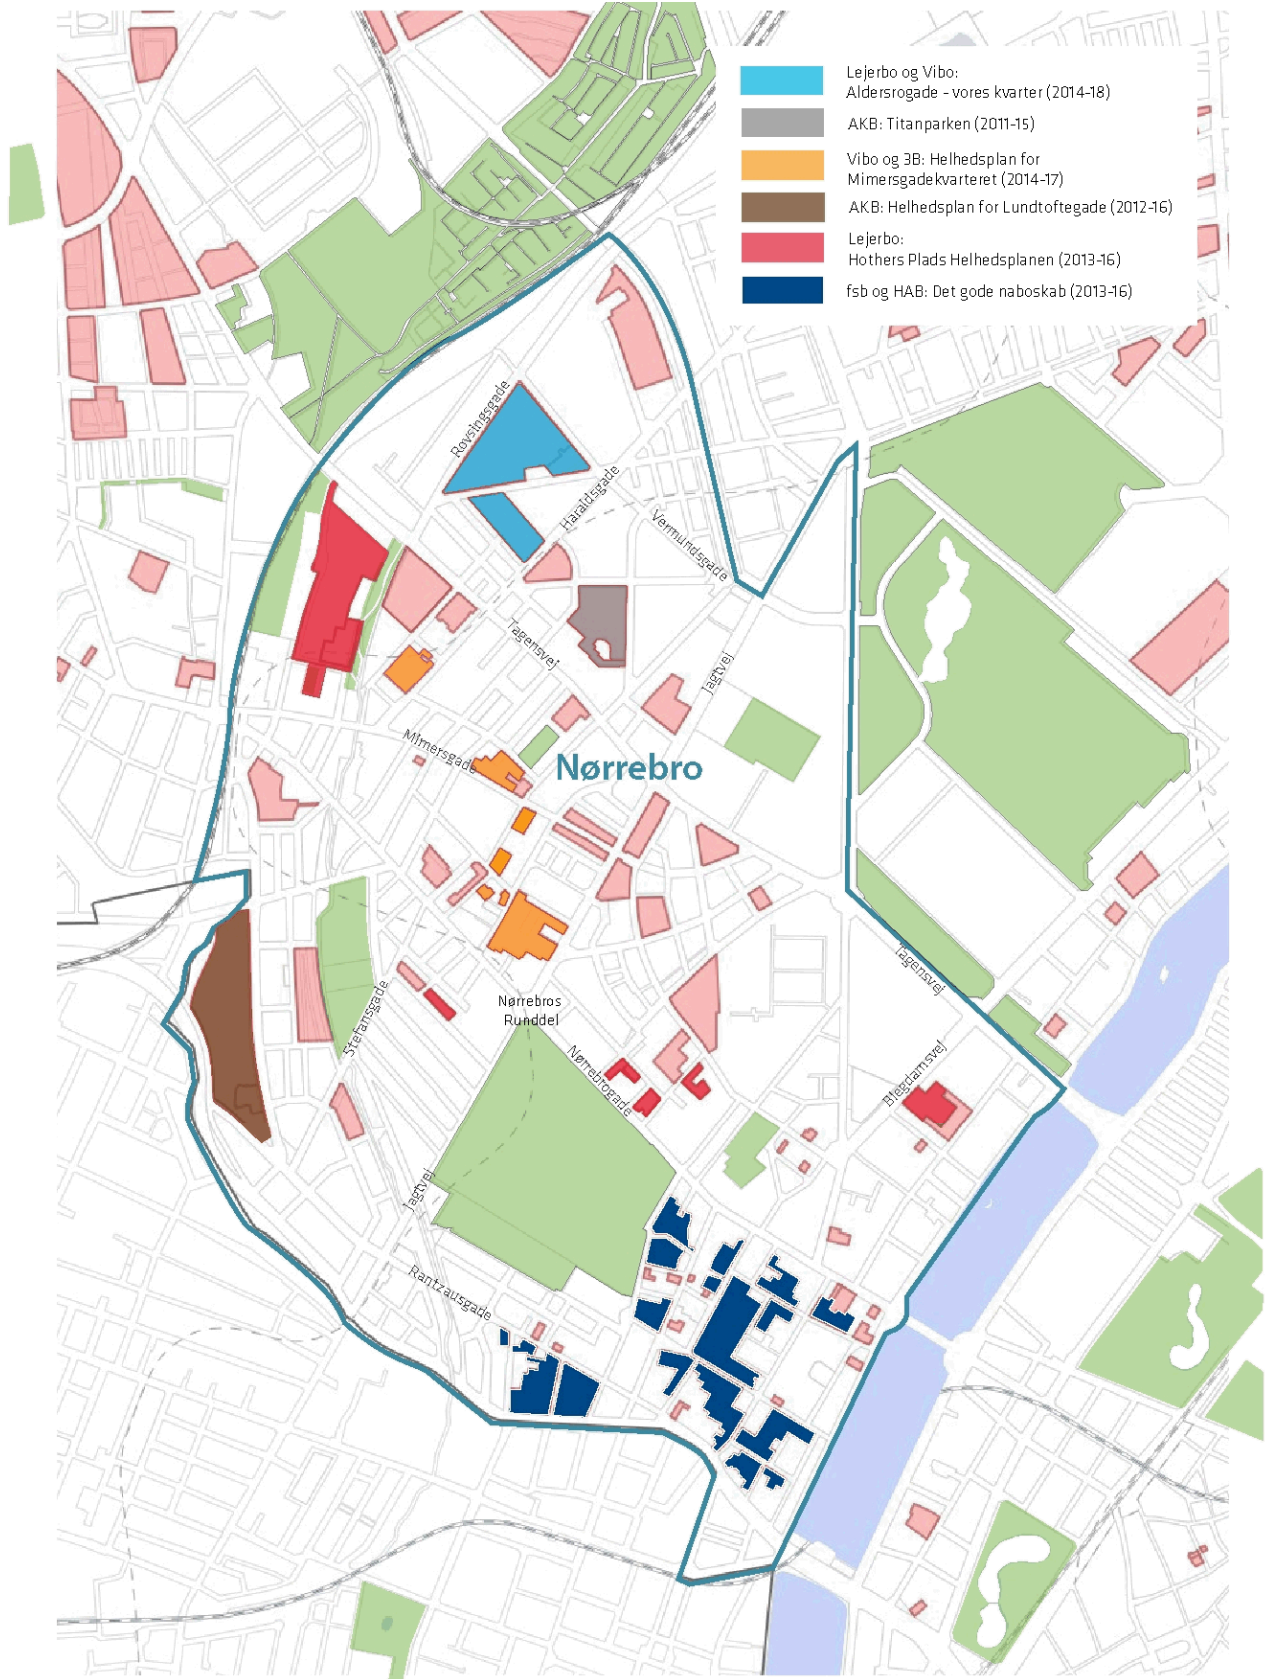 Lejerbo og Vibo:
Aldersrogade - vores kvarter (2014-18)
AKB: Titanparken (2011-15)
Vibo og 3B: Helhedsplan for
Mimersgadekvarteret (2014-17)
AKB: Helhedsplan for Lundtoftegade (2012-16)
Lejerbo:
Hothers Plads Helhedsplanen (2013-16)
fsb og HAB: Det gode naboskab (2013-16)
Rovsingsgade
Haraldsgade
Vermundsgade
Tagensvej
Jagtvej
Mimersgade
Nørrebro
Tagensvej
Stefansgade
Nørrebros
Runddel
Nørrebrogade
Blegdamsvej
Jagtvej
Rantzausgade